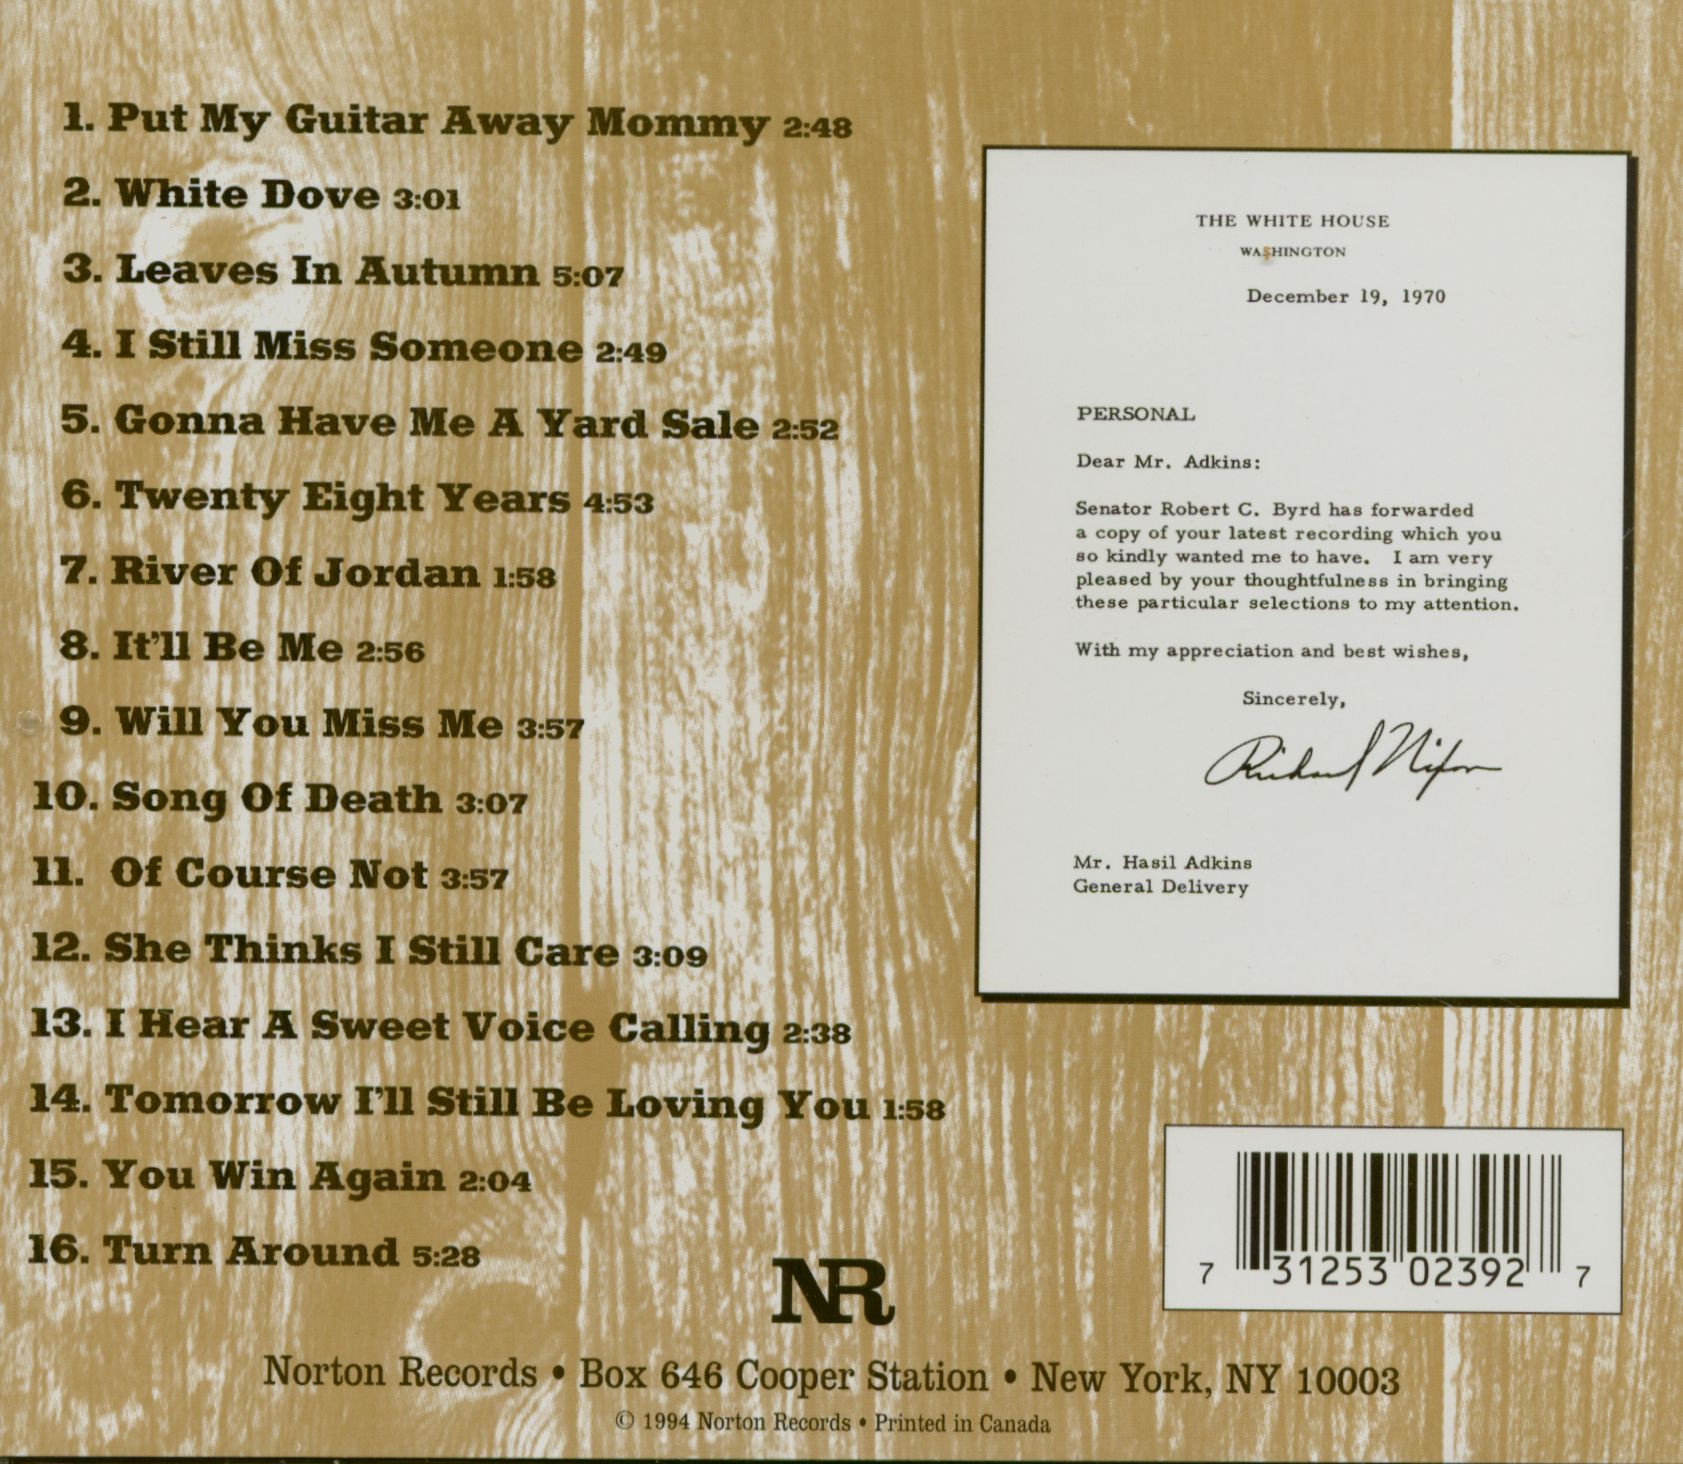 1. Put My Guitar Away Mommy 2:48
2. White Dove 3:01
3. Leaves In Autumn 5:07
4. I Still Miss Someone 2:49
5. Gonna Have Me A Yard Sale 2:52
6. Twenty Eight Years 4:53
7. River Of Jordan 1:58
8. It'll Be Me 2:56
9. Will You Miss Me 3:57
10. Song Of Death 3:07
11. Of Course Not 3:57
12. She Thinks I Still Care 3:09
13. I Hear A Sweet Voice Calling 2:38
14. Tomorrow I'll Still Be Loving You 1:58
15. You Win Again 2:04
16. Turn Around 5:28
THE WHITE HOUSE
WASHINGTON
December 19, 1970
PERSONAL
Dear Mr. Adkins:
Senator Robert C. Byrd has forwarded
a copy of your latest recording which you
so kindly wanted me to have. I am very
pleased by your thoughtfulness in bringing
these particular selections to my attention.
With my appreciation and best wishes,
Sincerely,
Richard Nixon
Mr. Hasil Adkins
General Delivery
7 31253 02392 7
NR
Norton Records • Box 646 Cooper Station • New York, NY 10003
© 1994 Norton Records • Printed in Canada